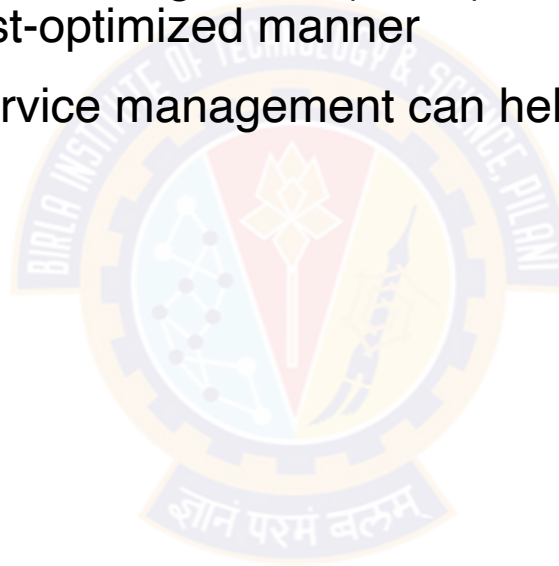 st-optimized manner
rvice management can hel
BIRLA INSTITUTE OF TECHNOLOGY & SCIENCE, PILANI
ज्ञानं परमं बलम्